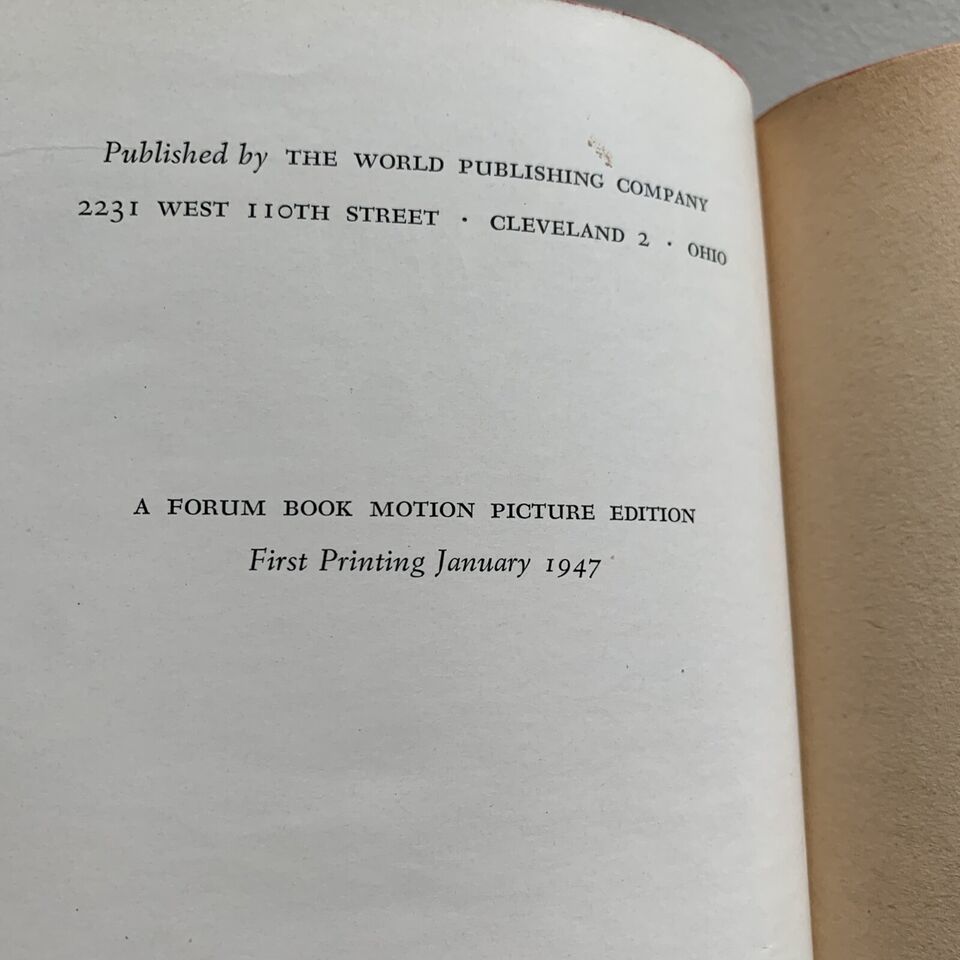 Published by THE WORLD PUBLISHING COMPANY
2231 WEST 110TH STREET · CLEVELAND 2 · OHIO
A FORUM BOOK MOTION PICTURE EDITION
First Printing January 1947